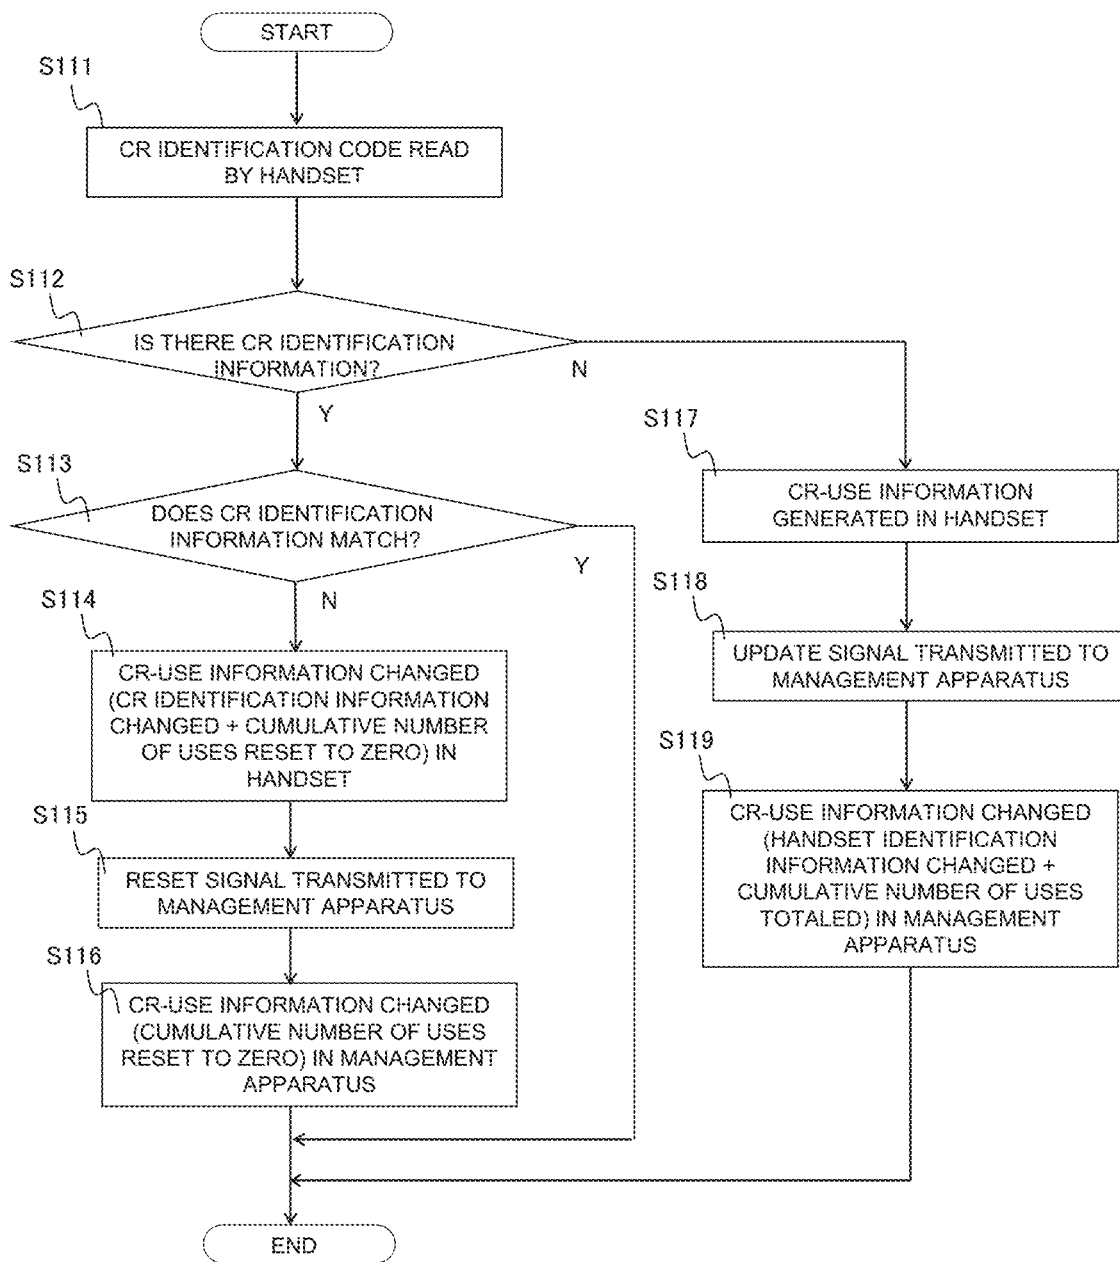 START
S111
CR IDENTIFICATION CODE READ
BY HANDSET
S112
IS THERE CR IDENTIFICATION
INFORMATION?
N
Y
S113
DOES CR IDENTIFICATION
INFORMATION MATCH?
Y
N
S114
CR-USE INFORMATION CHANGED
(CR IDENTIFICATION INFORMATION
CHANGED + CUMULATIVE NUMBER
OF USES RESET TO ZERO) IN
HANDSET
S115
RESET SIGNAL TRANSMITTED TO
MANAGEMENT APPARATUS
S116
CR-USE INFORMATION CHANGED
(CUMULATIVE NUMBER OF USES
RESET TO ZERO) IN MANAGEMENT
APPARATUS
S117
CR-USE INFORMATION
GENERATED IN HANDSET
S118
UPDATE SIGNAL TRANSMITTED TO
MANAGEMENT APPARATUS
S119
CR-USE INFORMATION CHANGED
(HANDSET IDENTIFICATION
INFORMATION CHANGED +
CUMULATIVE NUMBER OF USES
TOTALED) IN MANAGEMENT
APPARATUS
END